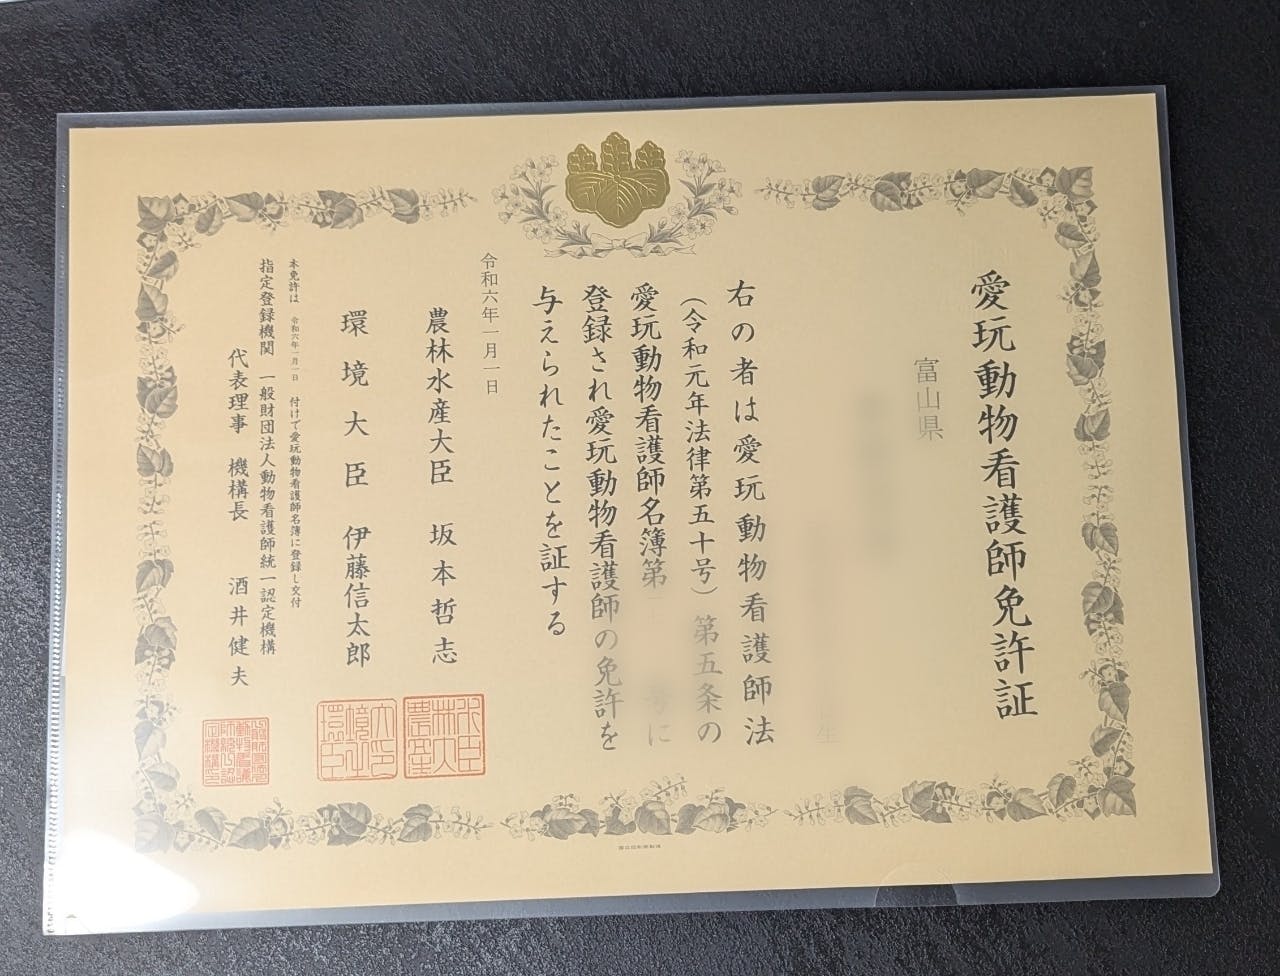 愛玩動物看護師免許証
富山県
生
右の者は愛玩動物看護師法
（令和元年法律第五十号）第五条の
愛玩動物看護師名簿第 号に
登録され愛玩動物看護師の免許を
与えられたことを証する
令和六年一月一日
農林水産大臣 坂本哲志
環境大臣 伊藤信太郎
本免許は 令和六年一月一日 付けで愛玩動物看護師名簿に登録し交付
指定登録機関 一般財団法人動物看護師統一認定機構
代表理事 機構長 酒井健夫